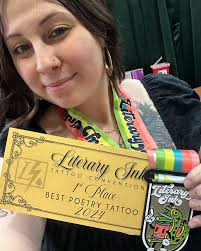 Literary Ink
TATTOO CONVENTION
1st Place
BEST POETRY TATTOO
2024
Literary
Ink